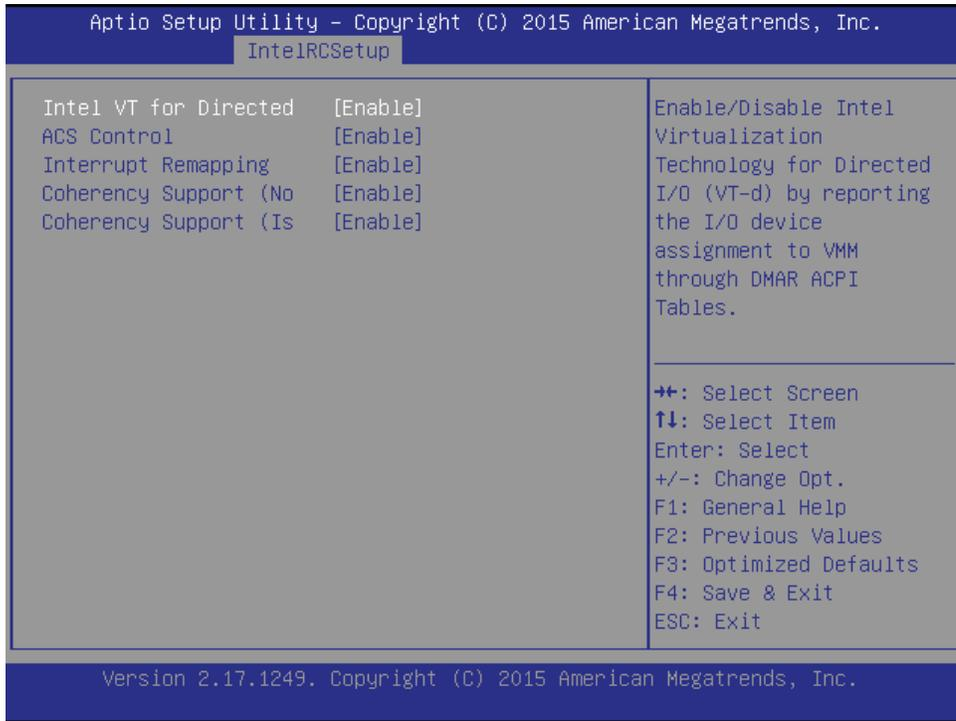 Aptio Setup Utility – Copyright (C) 2015 American Megatrends, Inc.
IntelRCSetup
Intel VT for Directed [Enable]
ACS Control [Enable]
Interrupt Remapping [Enable]
Coherency Support (No [Enable]
Coherency Support (Is [Enable]
Enable/Disable Intel
Virtualization
Technology for Directed
I/O (VT-d) by reporting
the I/O device
assignment to VMM
through DMAR ACPI
Tables.
→←: Select Screen
↑↓: Select Item
Enter: Select
+/-: Change Opt.
F1: General Help
F2: Previous Values
F3: Optimized Defaults
F4: Save & Exit
ESC: Exit
Version 2.17.1249. Copyright (C) 2015 American Megatrends, Inc.